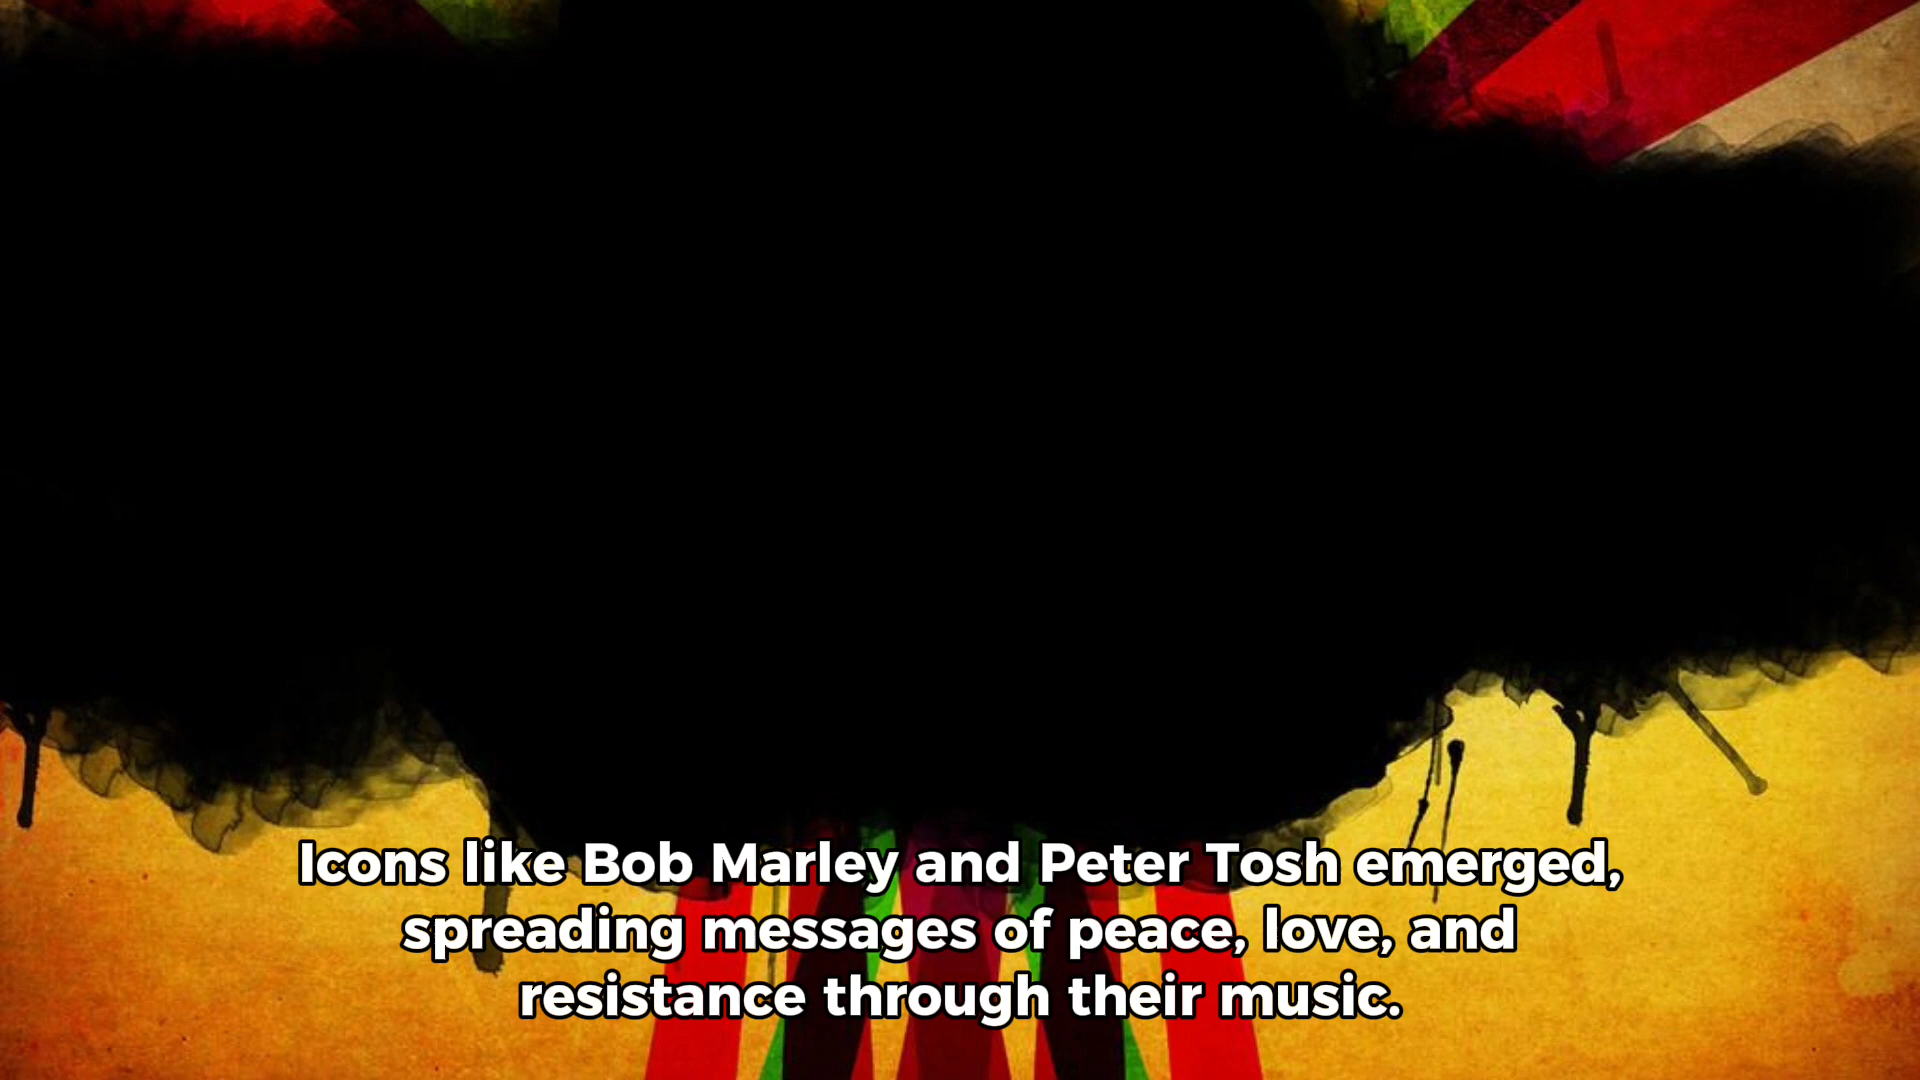 Icons like Bob Marley and Peter Tosh emerged,
spreading messages of peace, love, and
resistance through their music.